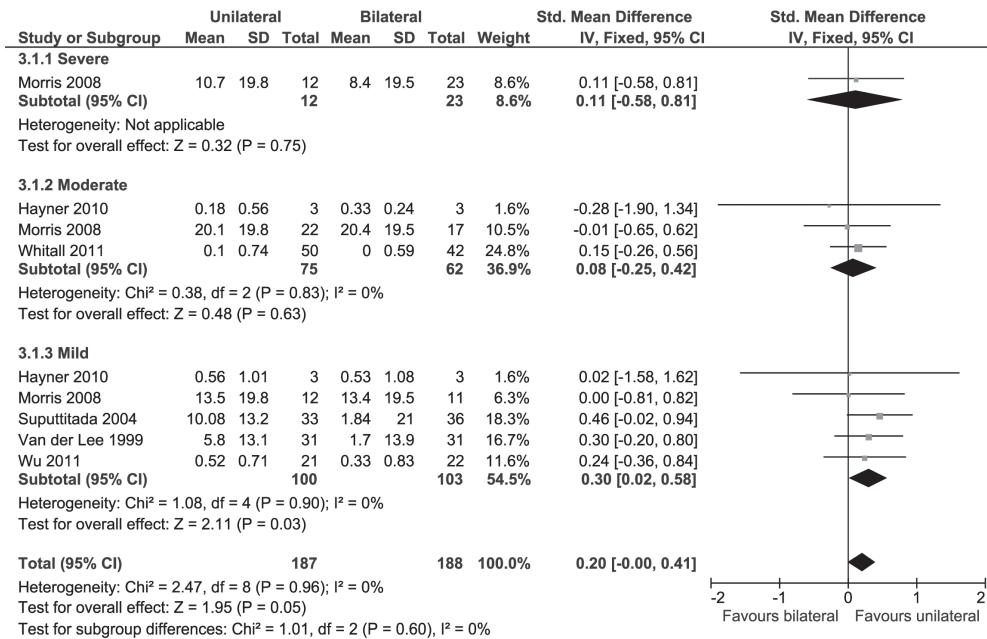 Unilateral Bilateral Std. Mean Difference Std. Mean Difference
Study or Subgroup Mean SD Total Mean SD Total Weight IV, Fixed, 95% CI IV, Fixed, 95% CI
3.1.1 Severe
Morris 2008 10.7 19.8 12 8.4 19.5 23 8.6% 0.11 [-0.58, 0.81]
Subtotal (95% CI) 12 23 8.6% 0.11 [-0.58, 0.81]
Heterogeneity: Not applicable
Test for overall effect: Z = 0.32 (P = 0.75)
3.1.2 Moderate
Hayner 2010 0.18 0.56 3 0.33 0.24 3 1.6% -0.28 [-1.90, 1.34]
Morris 2008 20.1 19.8 22 20.4 19.5 17 10.5% -0.01 [-0.65, 0.62]
Whitall 2011 0.1 0.74 50 0 0.59 42 24.8% 0.15 [-0.26, 0.56]
Subtotal (95% CI) 75 62 36.9% 0.08 [-0.25, 0.42]
Heterogeneity: Chi² = 0.38, df = 2 (P = 0.83); I² = 0%
Test for overall effect: Z = 0.48 (P = 0.63)
3.1.3 Mild
Hayner 2010 0.56 1.01 3 0.53 1.08 3 1.6% 0.02 [-1.58, 1.62]
Morris 2008 13.5 19.8 12 13.4 19.5 11 6.3% 0.00 [-0.81, 0.82]
Suputtitada 2004 10.08 13.2 33 1.84 21 36 18.3% 0.46 [-0.02, 0.94]
Van der Lee 1999 5.8 13.1 31 1.7 13.9 31 16.7% 0.30 [-0.20, 0.80]
Wu 2011 0.52 0.71 21 0.33 0.83 22 11.6% 0.24 [-0.36, 0.84]
Subtotal (95% CI) 100 103 54.5% 0.30 [0.02, 0.58]
Heterogeneity: Chi² = 1.08, df = 4 (P = 0.90); I² = 0%
Test for overall effect: Z = 2.11 (P = 0.03)
Total (95% CI) 187 188 100.0% 0.20 [-0.00, 0.41]
Heterogeneity: Chi² = 2.47, df = 8 (P = 0.96); I² = 0%
Test for overall effect: Z = 1.95 (P = 0.05)
Test for subgroup differences: Chi² = 1.01, df = 2 (P = 0.60), I² = 0%
-2 -1 0 1 2
Favours bilateral Favours unilateral